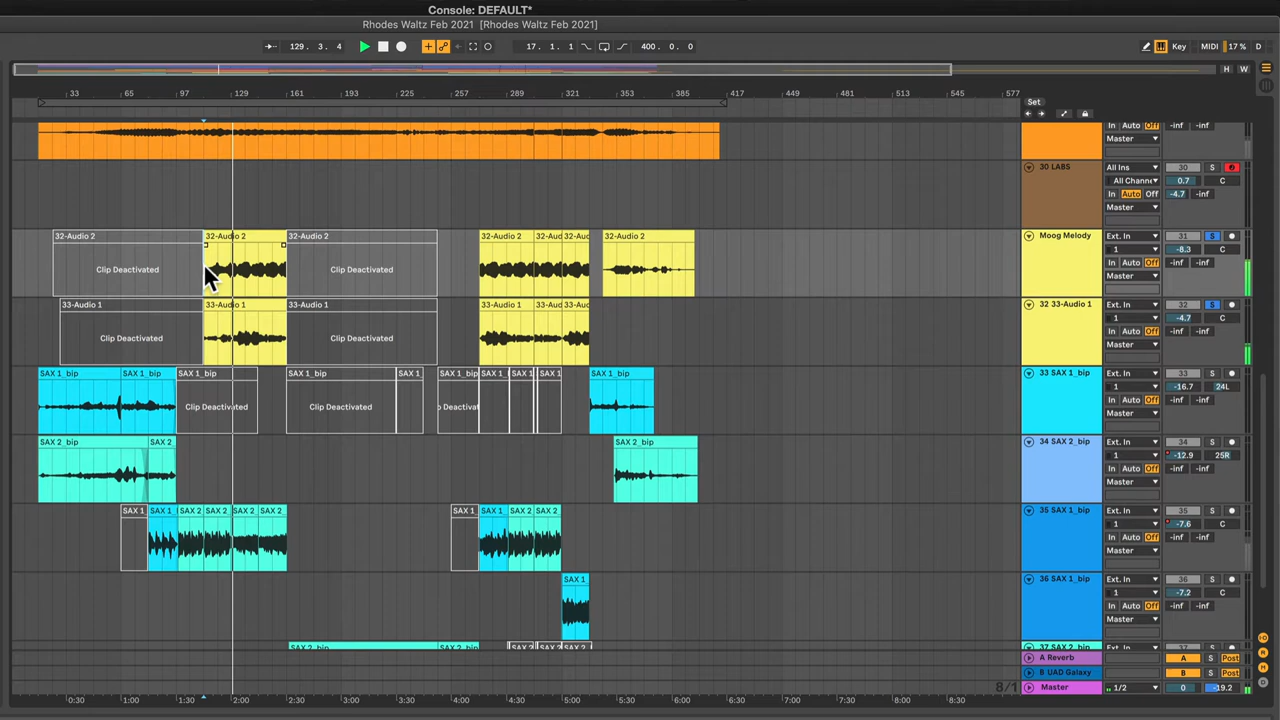 Console: DEFAULT*
Rhodes Waltz Feb 2021 [Rhodes Waltz Feb 2021]
129. 3. 4
17. 1. 1
400. 0. 0
Key
MIDI
17 %
D
H W
33 65 97 129 161 193 225 257 289 321 353 385 417 449 481 513 545 577
Set
In Auto Off -inf -inf
Master
30 LABS All Ins 30 S
All Channe 0.7 C
In Auto Off -4.7 -inf
Master
32-Audio 2 32-Audio 2 32-Audio 2 32-Audio 2 32-Aud 32-Aud 32-Audio 2 Moog Melody Ext. In 31 S
1 -8.3 C
Clip Deactivated Clip Deactivated In Auto Off -inf -inf
Master
33-Audio 1 33-Audio 1 33-Audio 1 33-Audio 1 33-Aud 33-Aud 32 33-Audio 1 Ext. In 32 S
1 -4.7 C
Clip Deactivated Clip Deactivated In Auto Off -inf -inf
Master
SAX 1_bip SAX 1_bip SAX 1_bip SAX 1_bip SAX 1 SAX 1_bip SAX 1 SAX 1 SAX 1 SAX 1_bip 33 SAX 1_bip Ext. In 33 S
1 -16.7 24L
Clip Deactivated Clip Deactivated Deactivat In Auto Off -inf -inf
Master
SAX 2_bip SAX 2 SAX 2_bip 34 SAX 2_bip Ext. In 34 S
1 -12.9 25R
In Auto Off -inf -inf
Master
SAX 1 SAX 1 SAX 2 SAX 2 SAX 2 SAX 2 SAX 1 SAX 1 SAX 2 SAX 2 35 SAX 1_bip Ext. In 35 S
1 -7.6 C
In Auto Off -inf -inf
Master
SAX 1 36 SAX 1_bip Ext. In 36 S
1 -7.2 C
In Auto Off -inf -inf
Master
SAX 2_bip SAX 2_bip SAX 2 SAX 2 SAX 2 37 SAX 2_bip Ext. In 37 S
A Reverb A S Post
B UAD Galaxy B S Post
8/1 Master 1/2 0 -19.2
0:30 1:00 1:30 2:00 2:30 3:00 3:30 4:00 4:30 5:00 5:30 6:00 6:30 7:00 7:30 8:00 8:30